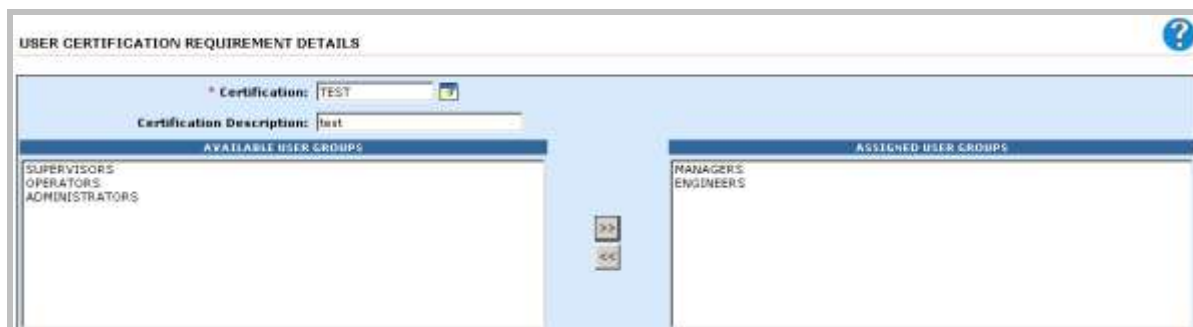 USER CERTIFICATION REQUIREMENT DETAILS
?
* Certification: TEST
Certification Description: test
AVAILABLE USER GROUPS
ASSIGNED USER GROUPS
SUPERVISORS
OPERATORS
ADMINISTRATORS
MANAGERS
ENGINEERS
>>
<<